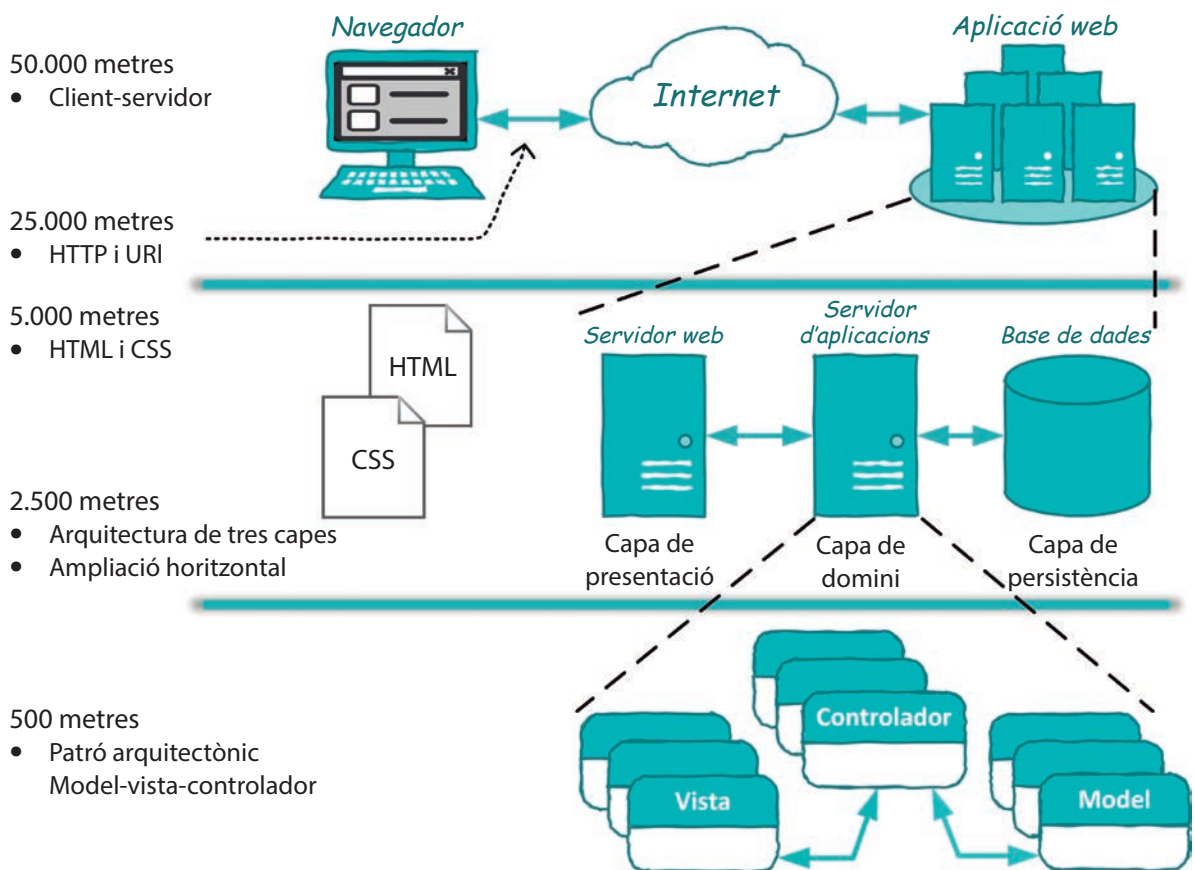 Navegador
Aplicació web
50.000 metres
• Client-servidor
Internet
25.000 metres
• HTTP i URl
5.000 metres
• HTML i CSS
HTML
CSS
Servidor web
Servidor
d'aplicacions
Base de dades
2.500 metres
• Arquitectura de tres capes
• Ampliació horitzontal
Capa de
presentació
Capa de
domini
Capa de
persistència
500 metres
• Patró arquitectònic
Model-vista-controlador
Controlador
Vista
Model